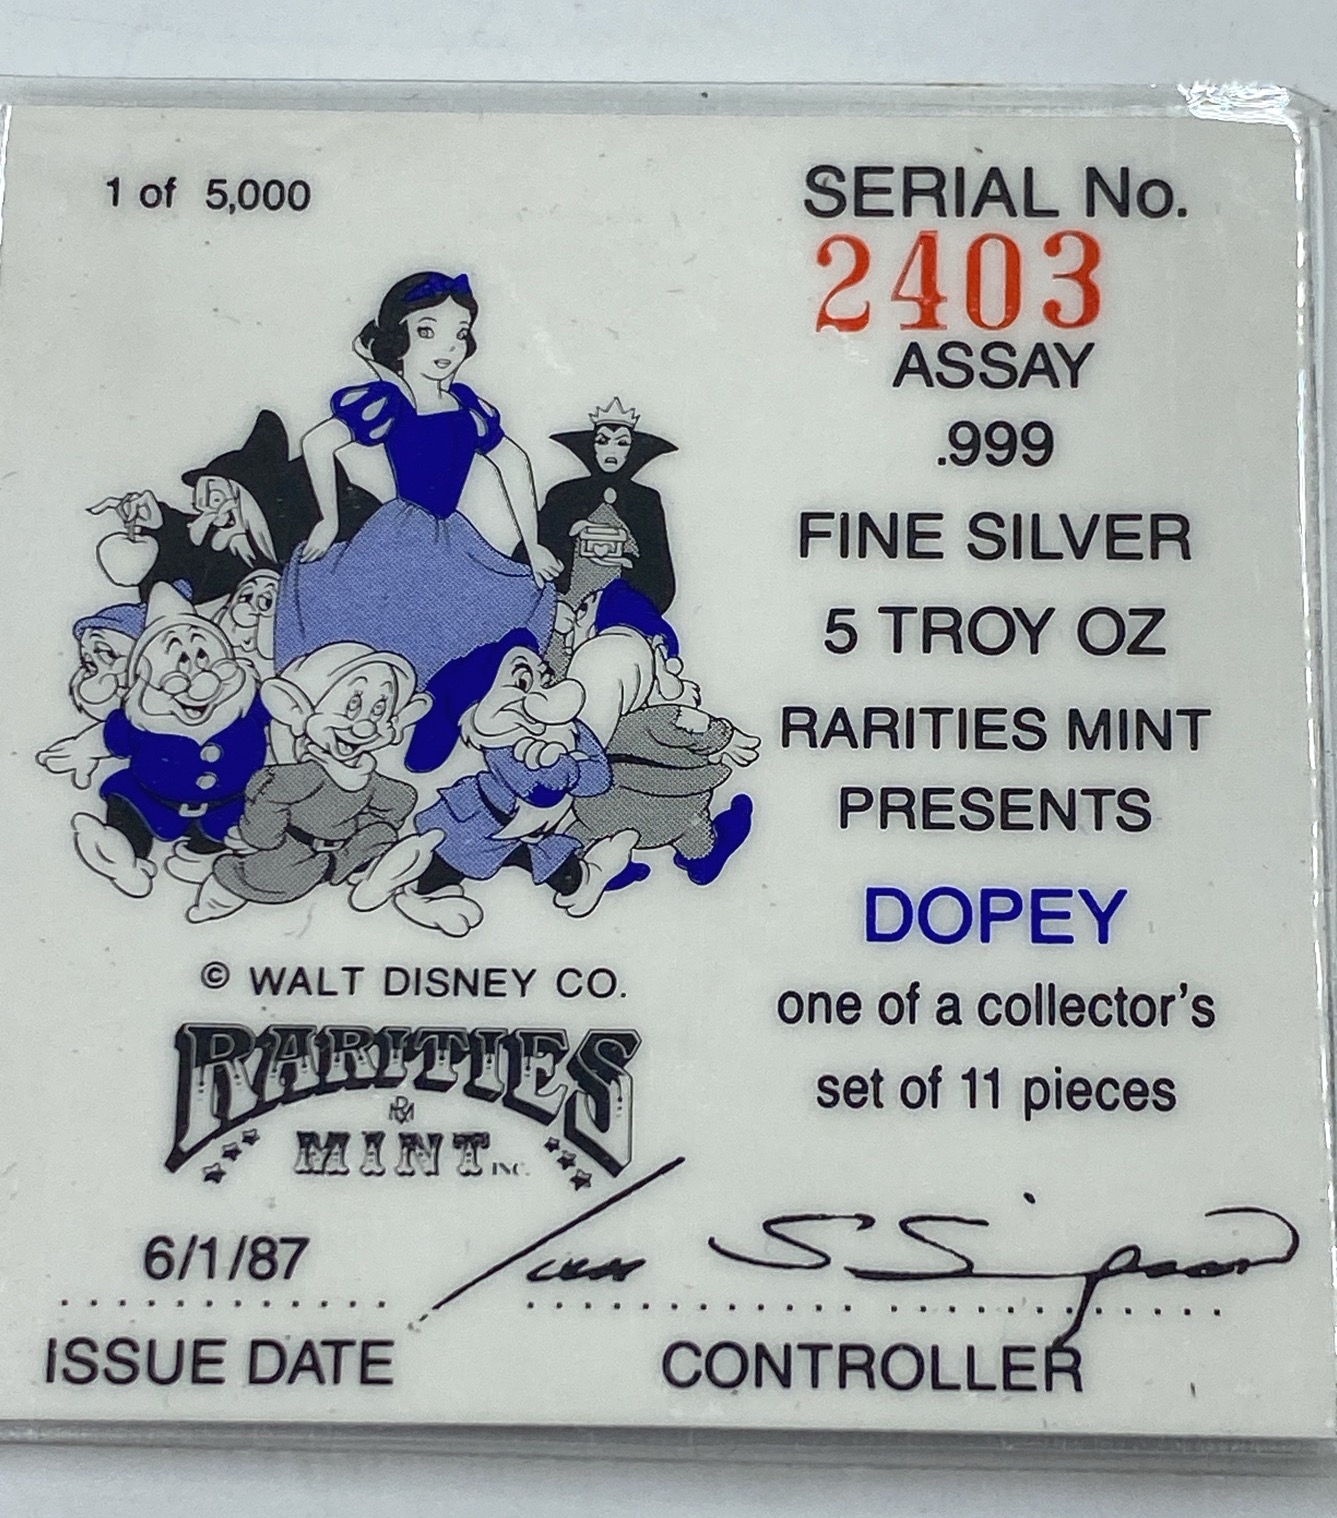 1 of 5,000
SERIAL No.
2403
ASSAY
.999
FINE SILVER
5 TROY OZ
RARITIES MINT
PRESENTS
DOPEY
one of a collector's
set of 11 pieces
© WALT DISNEY CO.
RARITIES
RM
MINT INC.
6/1/87
ISSUE DATE
CONTROLLER